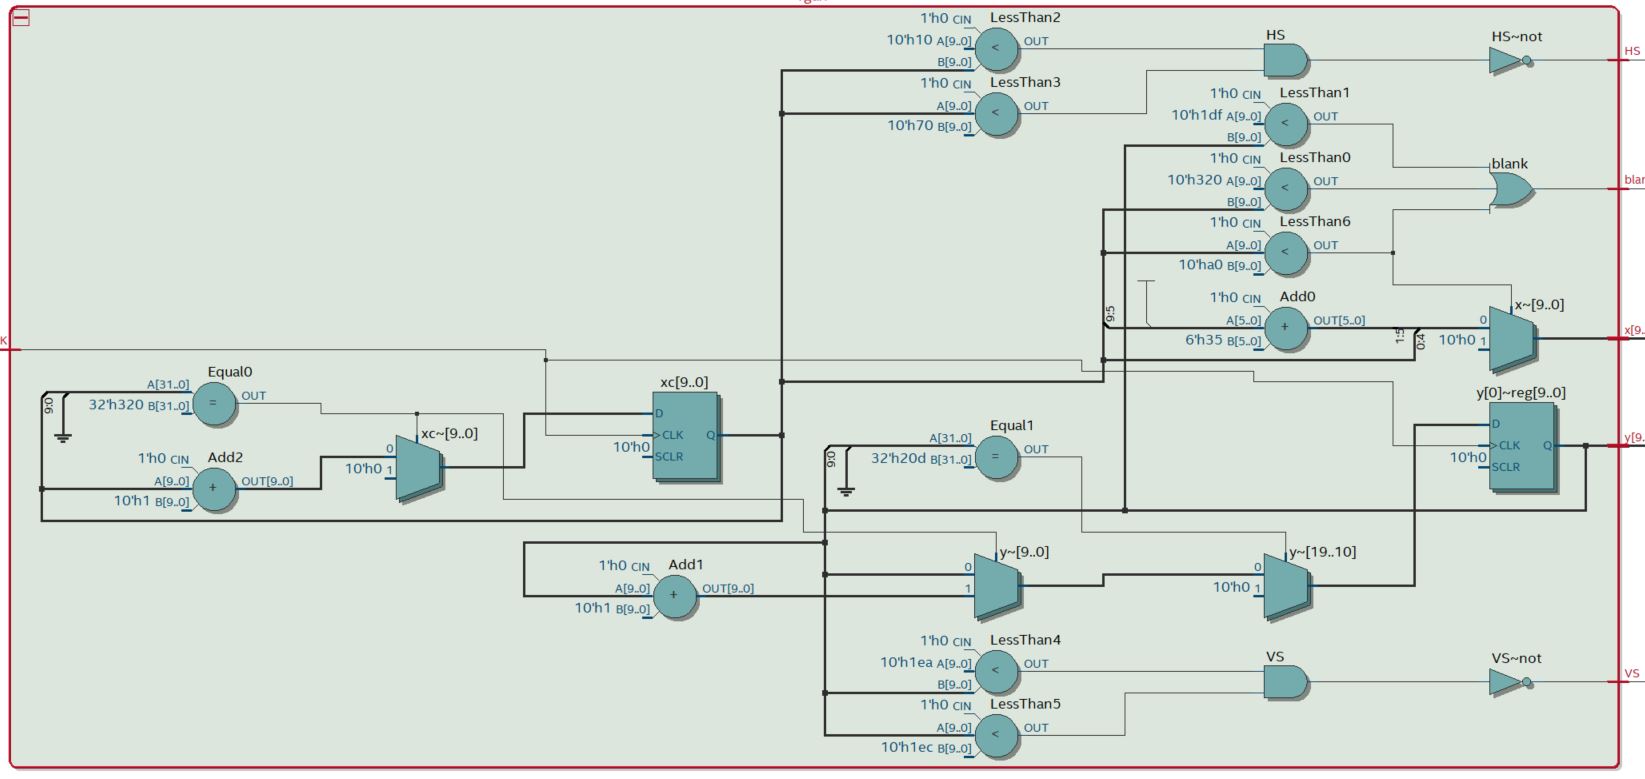 1'h0 CIN LessThan2
10'h10 A[9..0] < OUT
B[9..0]
1'h0 CIN LessThan3
A[9..0] < OUT
10'h70 B[9..0]
HS
HS~not
HS
1'h0 CIN LessThan1
10'h1df A[9..0] < OUT
B[9..0]
1'h0 CIN LessThan0
10'h320 A[9..0] < OUT
B[9..0]
blank
1'h0 CIN LessThan6
A[9..0] < OUT
10'ha0 B[9..0]
9:5
1'h0 CIN Add0
A[5..0] + OUT[5..0]
6'h35 B[5..0]
1:5
0:4
x~[9..0]
0
10'h0 1
K
Equal0
A[31..0] = OUT
32'h320 B[31..0]
9:0
1'h0 CIN Add2
A[9..0] + OUT[9..0]
10'h1 B[9..0]
xc~[9..0]
0
10'h0 1
xc[9..0]
D
CLK Q
10'h0 SCLR
Equal1
A[31..0] = OUT
32'h20d B[31..0]
9:0
y[0]~reg[9..0]
D
CLK Q
10'h0 SCLR
1'h0 CIN Add1
A[9..0] + OUT[9..0]
10'h1 B[9..0]
y~[9..0]
0
1
y~[19..10]
0
10'h0 1
1'h0 CIN LessThan4
10'h1ea A[9..0] < OUT
B[9..0]
1'h0 CIN LessThan5
A[9..0] < OUT
10'h1ec B[9..0]
VS
VS~not
VS